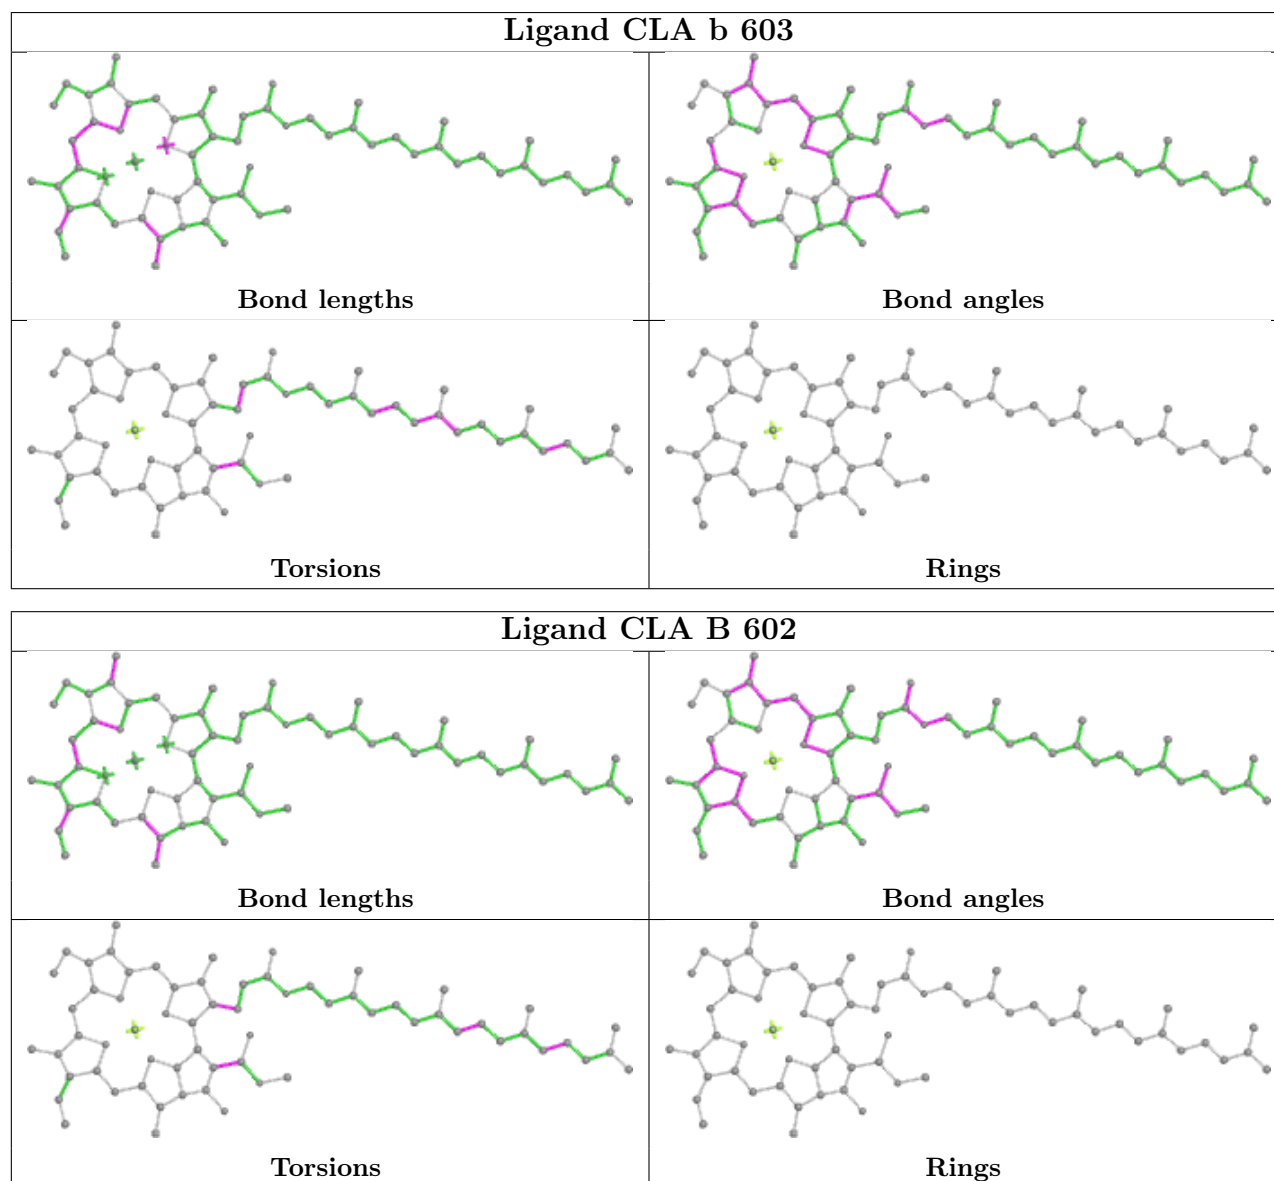 Ligand CLA b 603
Bond lengths
Bond angles
Torsions
Rings
Ligand CLA B 602
Bond lengths
Bond angles
Torsions
Rings